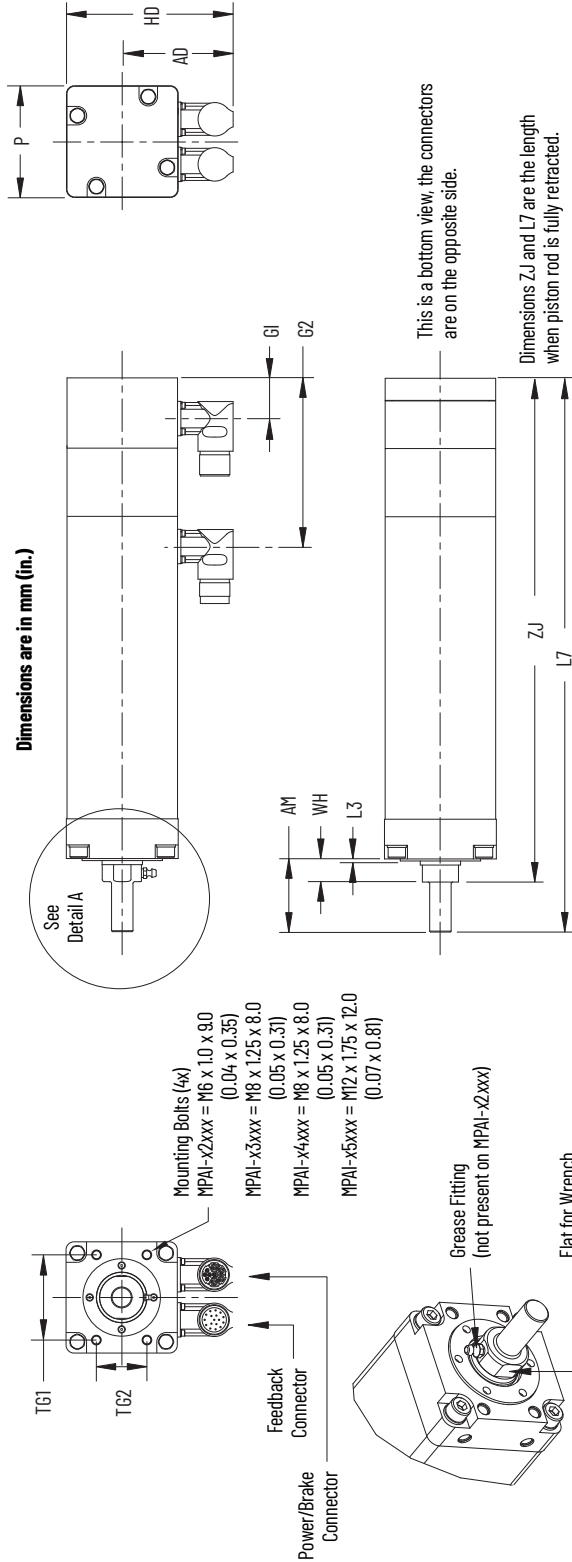 Dimensions are in mm (in.)
P
HD
AD
G1
G2
See
Detail A
TG1
TG2
Feedback
Connector
Power/Brake
Connector
Mounting Bolts (4x)
MPAI-x2xxx = M6 x 1.0 x 9.0
(0.04 x 0.35)
MPAI-x3xxx = M8 x 1.25 x 8.0
(0.05 x 0.31)
MPAI-x4xxx = M8 x 1.25 x 8.0
(0.05 x 0.31)
MPAI-x5xxx = M12 x 1.75 x 12.0
(0.07 x 0.81)
AM
WH
L3
This is a bottom view, the connectors
are on the opposite side.
ZJ
L7
Dimensions ZJ and L7 are the length
when piston rod is fully retracted.
Grease Fitting
(not present on MPAI-x2xxx)
Flat for Wrench